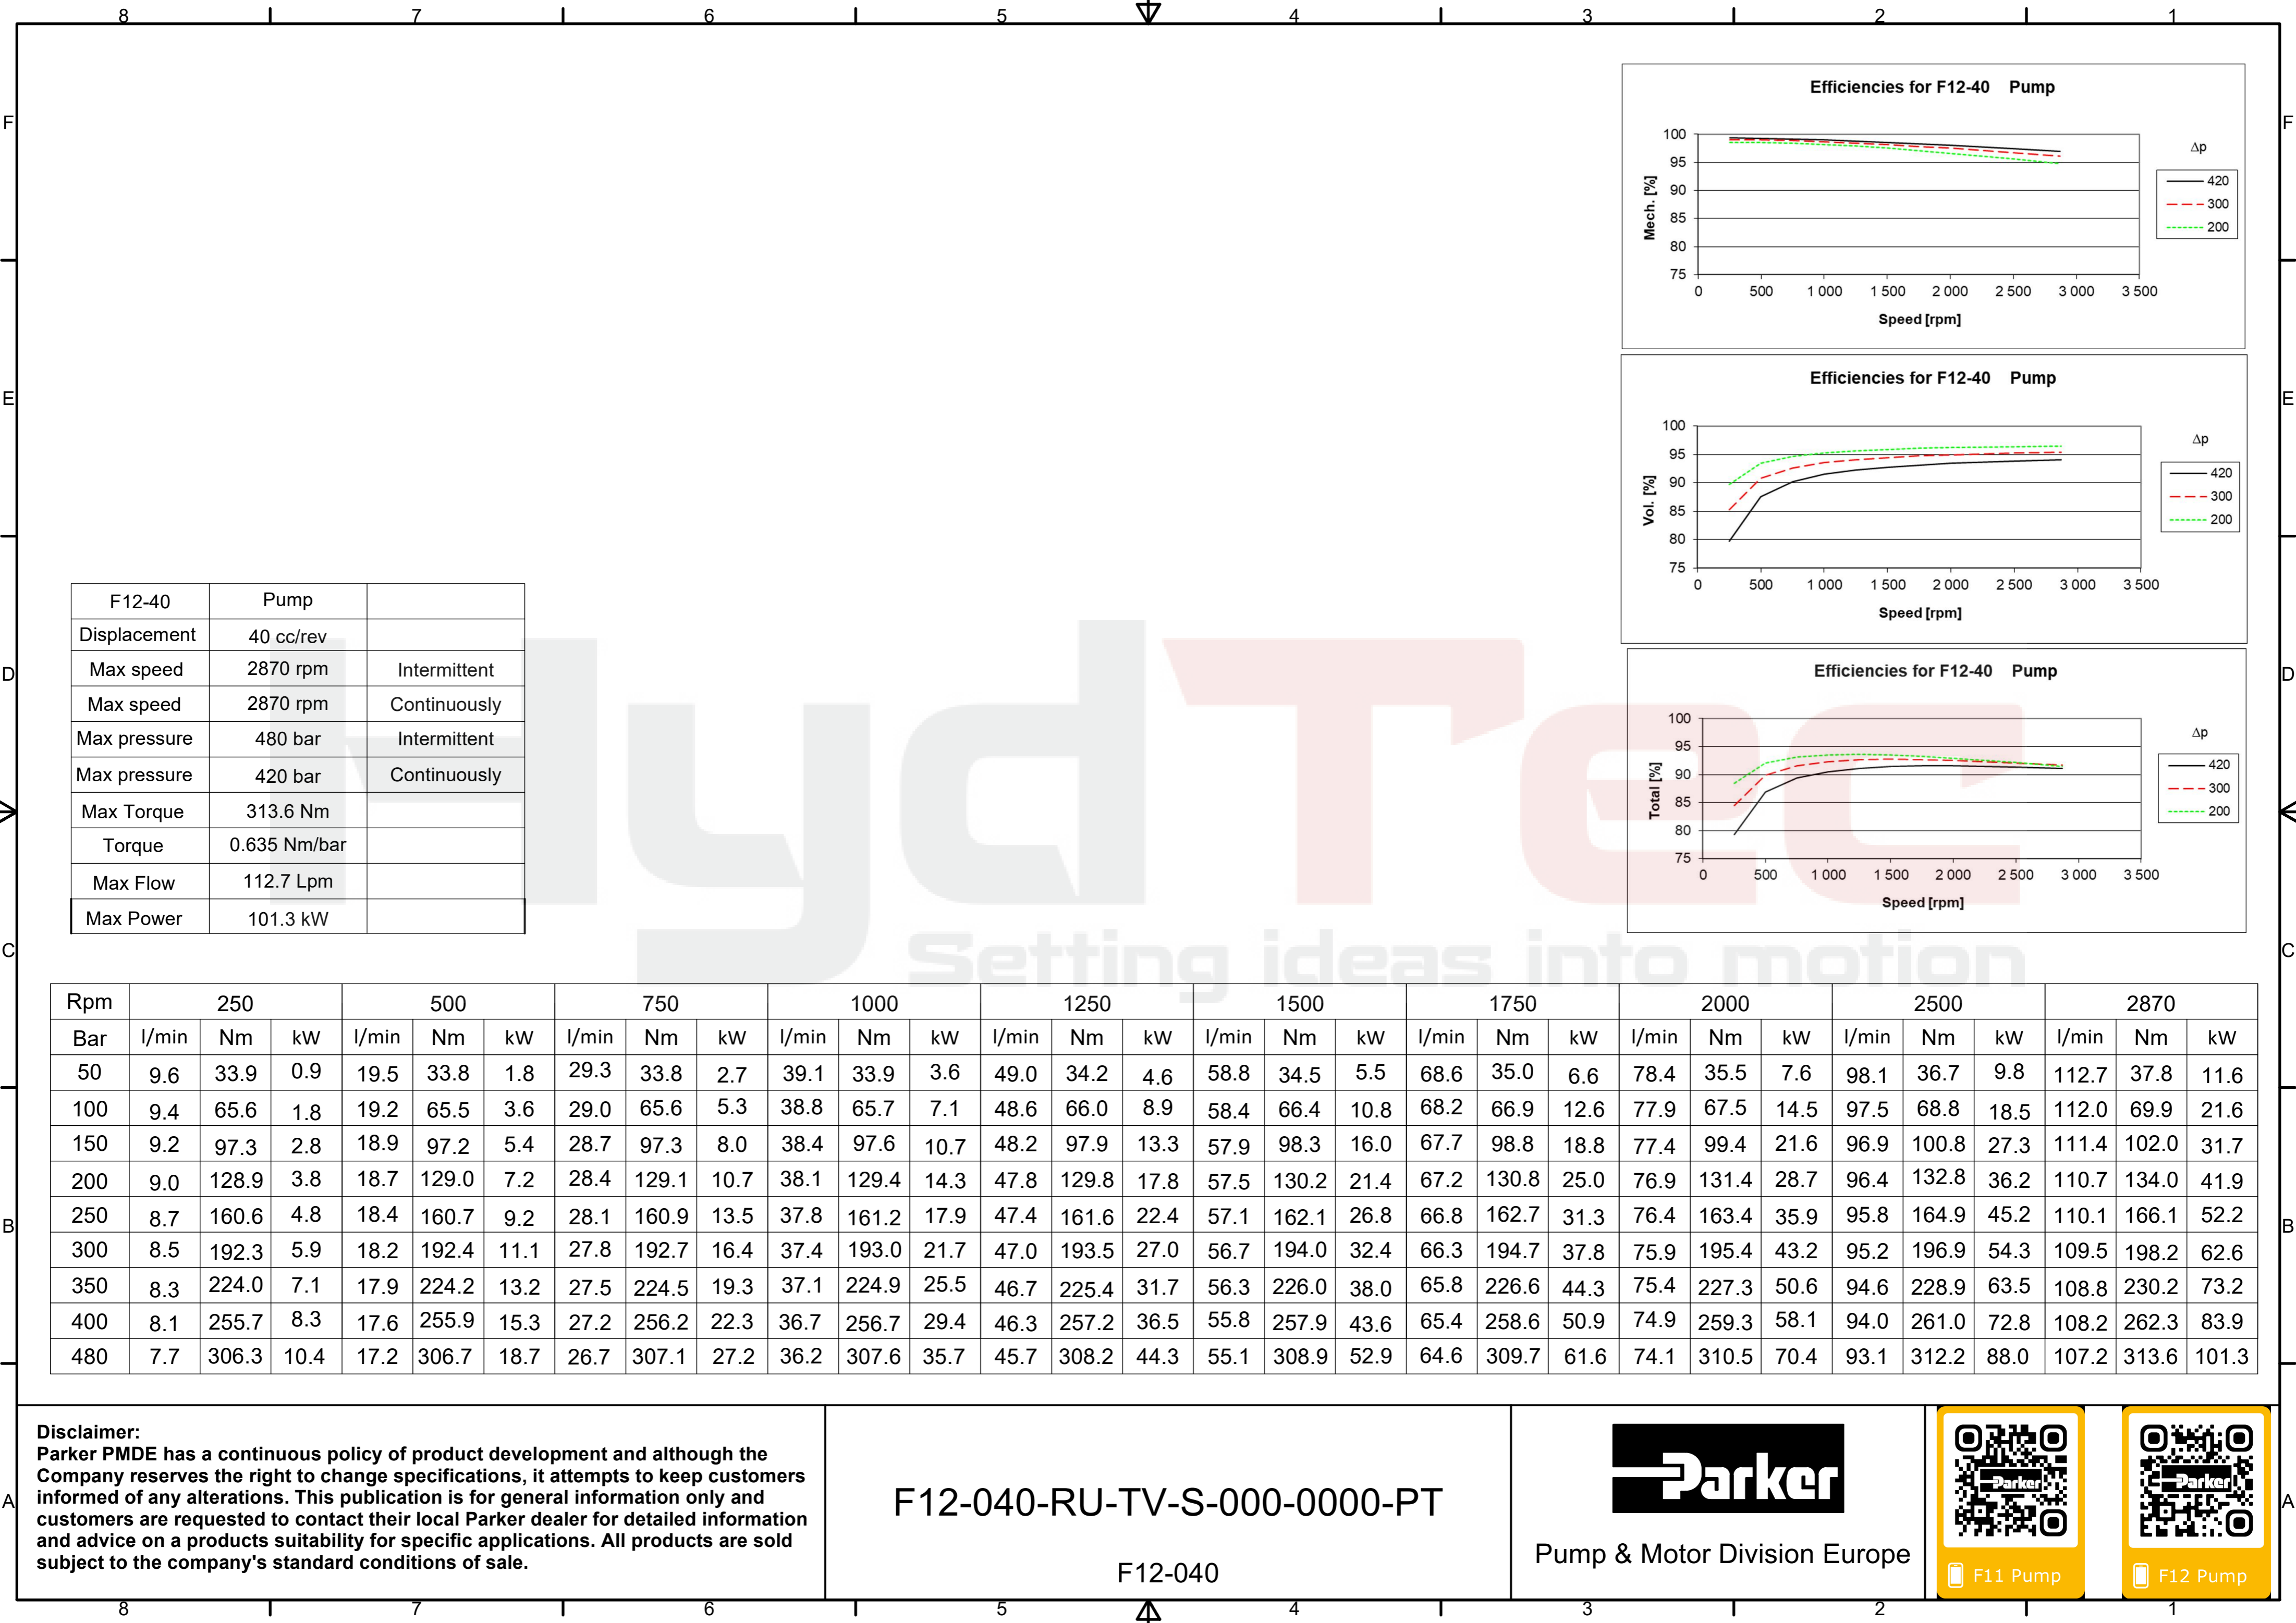 8 7 6 5 4 3 2 1
F F
E E
D D
C C
B B
A A
Efficiencies for F12-40 Pump
Mech. [%]
100
95
90
85
80
75
0 500 1 000 1 500 2 000 2 500 3 000 3 500
Speed [rpm]
Δp
420
300
200
Efficiencies for F12-40 Pump
Vol. [%]
100
95
90
85
80
75
0 500 1 000 1 500 2 000 2 500 3 000 3 500
Speed [rpm]
Δp
420
300
200
Efficiencies for F12-40 Pump
Total [%]
100
95
90
85
80
75
0 500 1 000 1 500 2 000 2 500 3 000 3 500
Speed [rpm]
Δp
420
300
200
HydTec
Setting ideas into motion
F12-40 Pump
Displacement 40 cc/rev
Max speed 2870 rpm Intermittent
Max speed 2870 rpm Continuously
Max pressure 480 bar Intermittent
Max pressure 420 bar Continuously
Max Torque 313.6 Nm
Torque 0.635 Nm/bar
Max Flow 112.7 Lpm
Max Power 101.3 kW
Rpm 250 500 750 1000 1250 1500 1750 2000 2500 2870
Bar l/min Nm kW l/min Nm kW l/min Nm kW l/min Nm kW l/min Nm kW l/min Nm kW l/min Nm kW l/min Nm kW l/min Nm kW l/min Nm kW
50 9.6 33.9 0.9 19.5 33.8 1.8 29.3 33.8 2.7 39.1 33.9 3.6 49.0 34.2 4.6 58.8 34.5 5.5 68.6 35.0 6.6 78.4 35.5 7.6 98.1 36.7 9.8 112.7 37.8 11.6
100 9.4 65.6 1.8 19.2 65.5 3.6 29.0 65.6 5.3 38.8 65.7 7.1 48.6 66.0 8.9 58.4 66.4 10.8 68.2 66.9 12.6 77.9 67.5 14.5 97.5 68.8 18.5 112.0 69.9 21.6
150 9.2 97.3 2.8 18.9 97.2 5.4 28.7 97.3 8.0 38.4 97.6 10.7 48.2 97.9 13.3 57.9 98.3 16.0 67.7 98.8 18.8 77.4 99.4 21.6 96.9 100.8 27.3 111.4 102.0 31.7
200 9.0 128.9 3.8 18.7 129.0 7.2 28.4 129.1 10.7 38.1 129.4 14.3 47.8 129.8 17.8 57.5 130.2 21.4 67.2 130.8 25.0 76.9 131.4 28.7 96.4 132.8 36.2 110.7 134.0 41.9
250 8.7 160.6 4.8 18.4 160.7 9.2 28.1 160.9 13.5 37.8 161.2 17.9 47.4 161.6 22.4 57.1 162.1 26.8 66.8 162.7 31.3 76.4 163.4 35.9 95.8 164.9 45.2 110.1 166.1 52.2
300 8.5 192.3 5.9 18.2 192.4 11.1 27.8 192.7 16.4 37.4 193.0 21.7 47.0 193.5 27.0 56.7 194.0 32.4 66.3 194.7 37.8 75.9 195.4 43.2 95.2 196.9 54.3 109.5 198.2 62.6
350 8.3 224.0 7.1 17.9 224.2 13.2 27.5 224.5 19.3 37.1 224.9 25.5 46.7 225.4 31.7 56.3 226.0 38.0 65.8 226.6 44.3 75.4 227.3 50.6 94.6 228.9 63.5 108.8 230.2 73.2
400 8.1 255.7 8.3 17.6 255.9 15.3 27.2 256.2 22.3 36.7 256.7 29.4 46.3 257.2 36.5 55.8 257.9 43.6 65.4 258.6 50.9 74.9 259.3 58.1 94.0 261.0 72.8 108.2 262.3 83.9
480 7.7 306.3 10.4 17.2 306.7 18.7 26.7 307.1 27.2 36.2 307.6 35.7 45.7 308.2 44.3 55.1 308.9 52.9 64.6 309.7 61.6 74.1 310.5 70.4 93.1 312.2 88.0 107.2 313.6 101.3
Disclaimer:
Parker PMDE has a continuous policy of product development and although the
Company reserves the right to change specifications, it attempts to keep customers
informed of any alterations. This publication is for general information only and
customers are requested to contact their local Parker dealer for detailed information
and advice on a products suitability for specific applications. All products are sold
subject to the company's standard conditions of sale.
F12-040-RU-TV-S-000-0000-PT
F12-040
Parker
Pump & Motor Division Europe
Parker
F11 Pump
Parker
F12 Pump
8 7 6 5 4 3 2 1